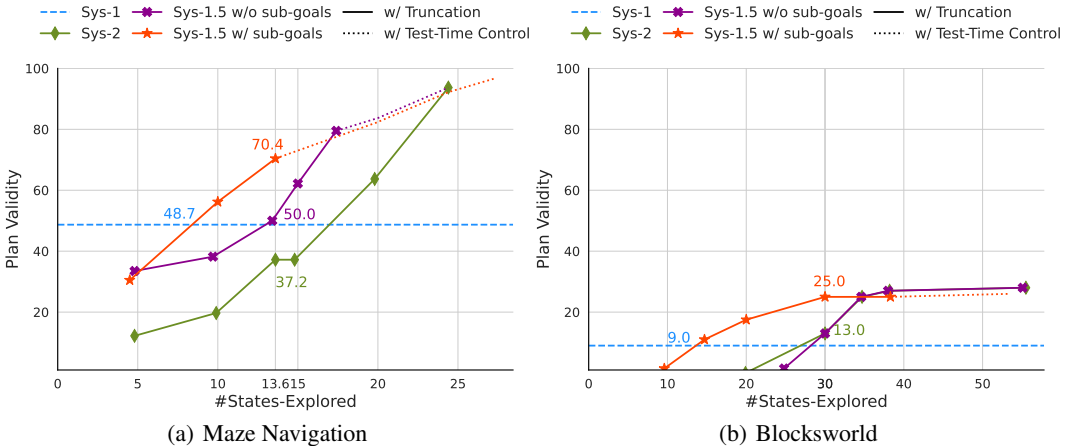 Sys-1 Sys-1.5 w/o sub-goals w/ Truncation
Sys-2 Sys-1.5 w/ sub-goals w/ Test-Time Control
100
80
60
40
20
Plan Validity
70.4
48.7
50.0
37.2
0 5 10 13.615 20 25
#States-Explored
(a) Maze Navigation
Sys-1 Sys-1.5 w/o sub-goals w/ Truncation
Sys-2 Sys-1.5 w/ sub-goals w/ Test-Time Control
100
80
60
40
20
Plan Validity
25.0
9.0
13.0
0 10 20 30 40 50
#States-Explored
(b) Blocksworld